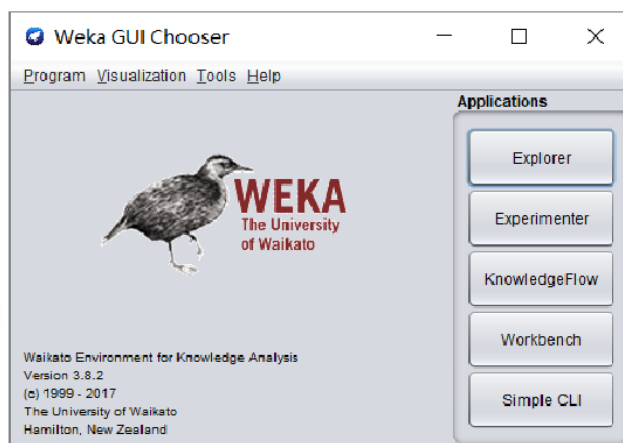 Weka GUI Chooser
Program Visualization Tools Help
Applications
Explorer
WEKA
The University
of Waikato
Experimenter
KnowledgeFlow
Workbench
Simple CLI
Waikato Environment for Knowledge Analysis
Version 3.8.2
(c) 1999 - 2017
The University of Waikato
Hamilton, New Zealand